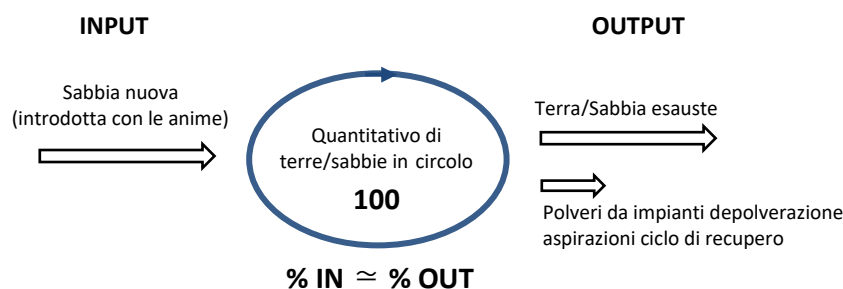 INPUT
OUTPUT
Sabbia nuova
(introdotta con le anime)
Quantitativo di
terre/sabbie in circolo
100
Terra/Sabbia esauste
Polveri da impianti depolverazione
aspirazioni ciclo di recupero
% IN ≃ % OUT